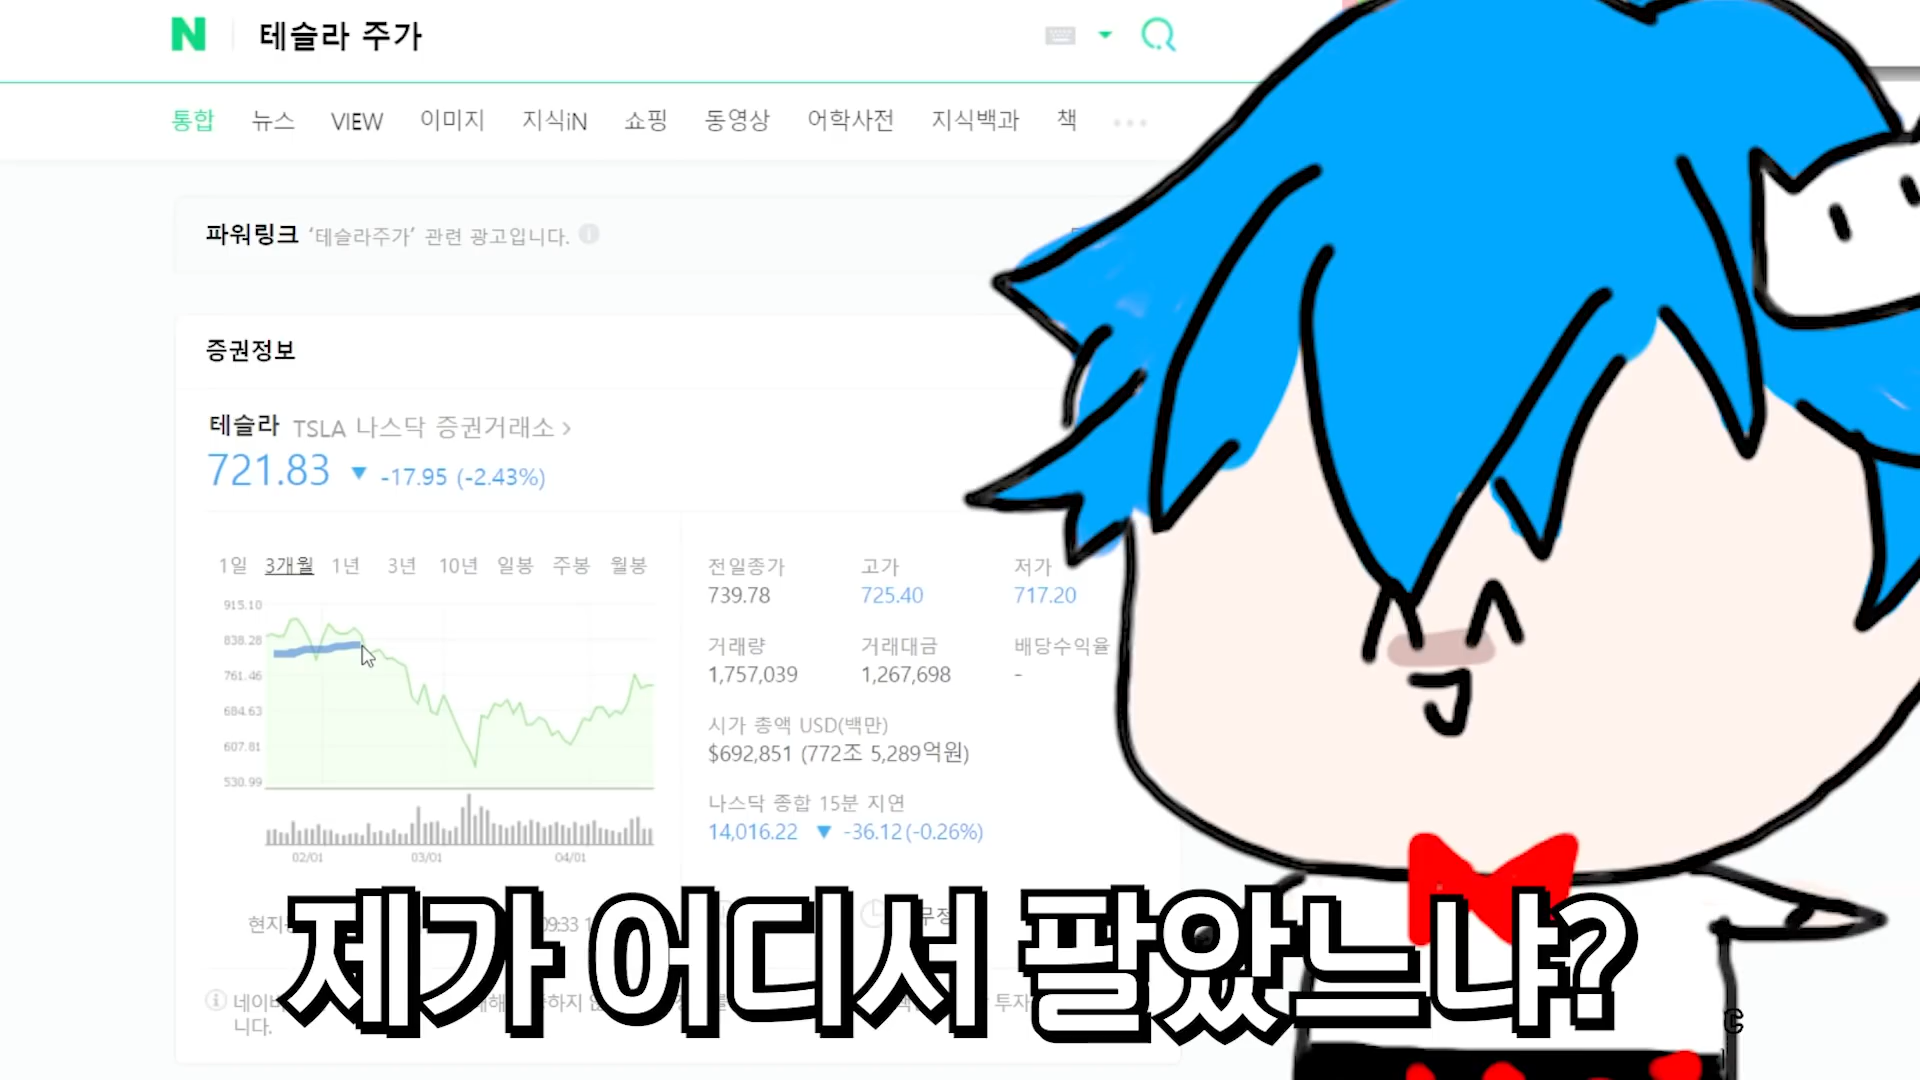 N 테슬라 주가
통합 뉴스 VIEW 이미지 지식iN 쇼핑 동영상 어학사전 지식백과 책
파워링크 '테슬라주가' 관련 광고입니다.
증권정보
테슬라 TSLA 나스닥 증권거래소 >
721.83 ▼ -17.95 (-2.43%)
1일 3개월 1년 3년 10년 일봉 주봉 월봉
915.10
838.28
761.46
684.63
607.81
530.99
02/01 03/01 04/01
전일종가 고가 저가
739.78 725.40 717.20
거래량 거래대금 배당수익율
1,757,039 1,267,698 -
시가 총액 USD(백만)
$692,851 (772조 5,289억원)
나스닥 종합 15분 지연
14,016.22 ▼ -36.12 (-0.26%)
제가 어디서 팔았느냐?
니다.